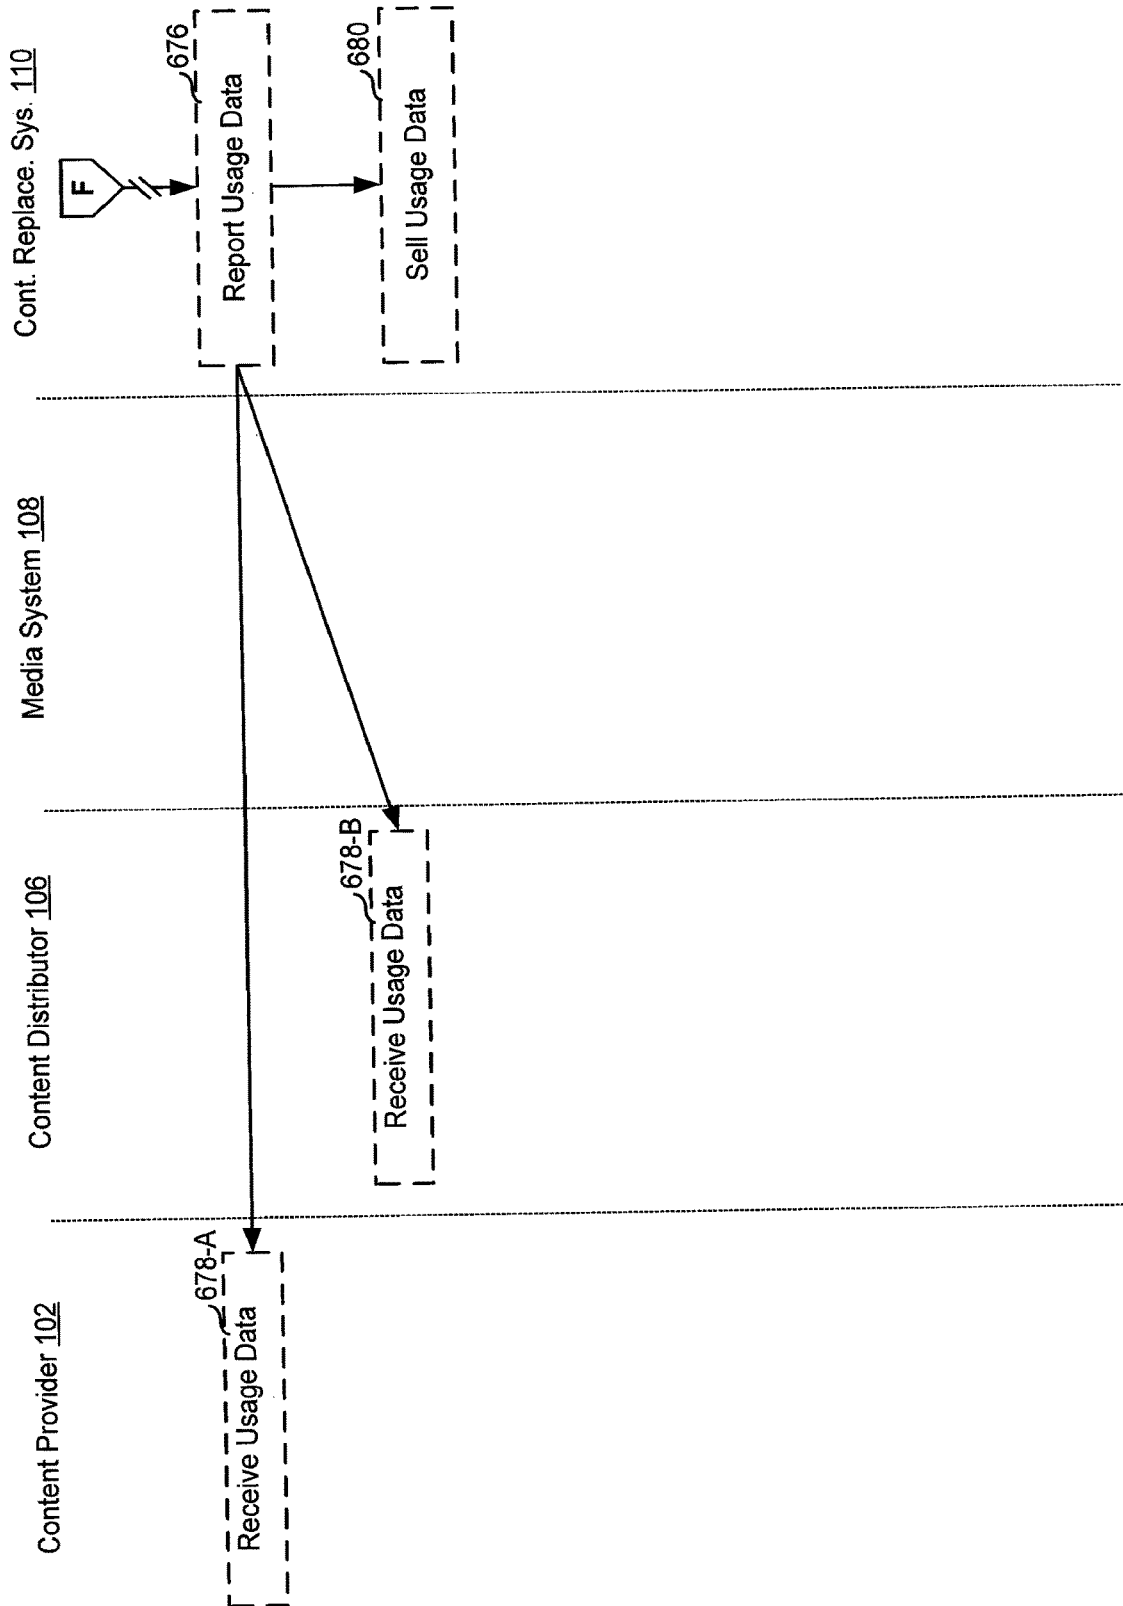 Content Provider 102
Content Distributor 106
Media System 108
Cont. Replace. Sys. 110
F
676
Report Usage Data
678-A
Receive Usage Data
678-B
Receive Usage Data
680
Sell Usage Data